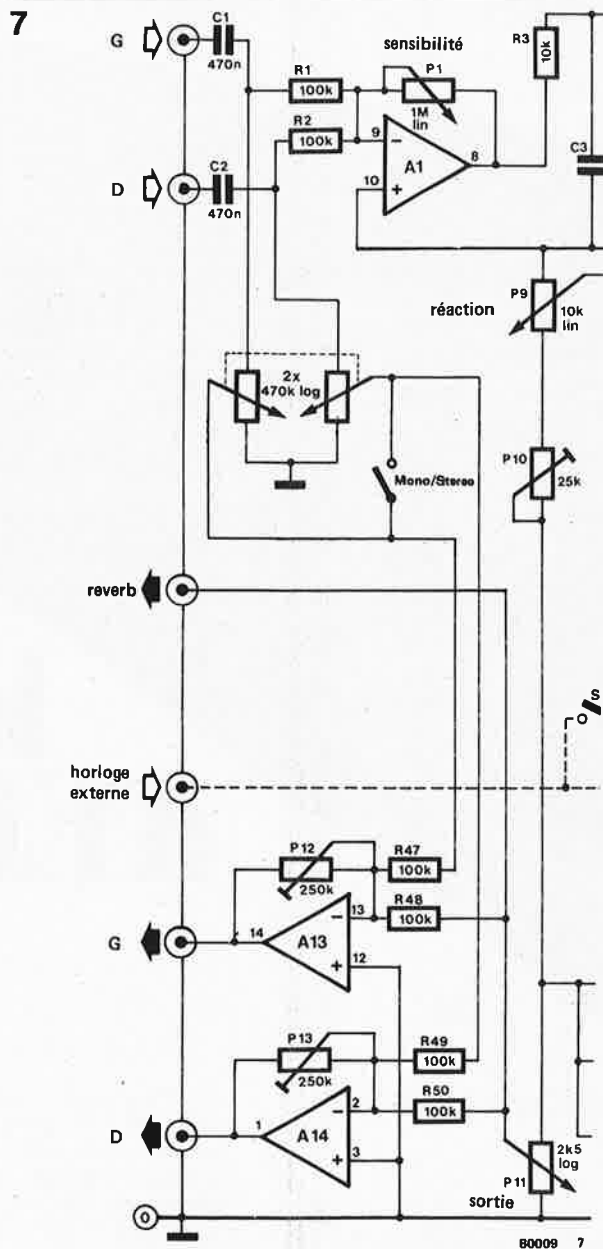 7
G
C1
470n
R1
100k
R2
100k
sensibilité
P1
1M
lin
R3
10k
C3
9
8
A1
10
D
C2
470n
P9
10k
lin
réaction
2x
470k log
Mono/Stereo
P10
25k
reverb
S
horloge
externe
P12
250k
R47
100k
R48
100k
13
14
A13
12
G
P13
250k
R49
100k
R50
100k
2
1
A14
3
D
2k5
log
P11
sortie
0
80009 7